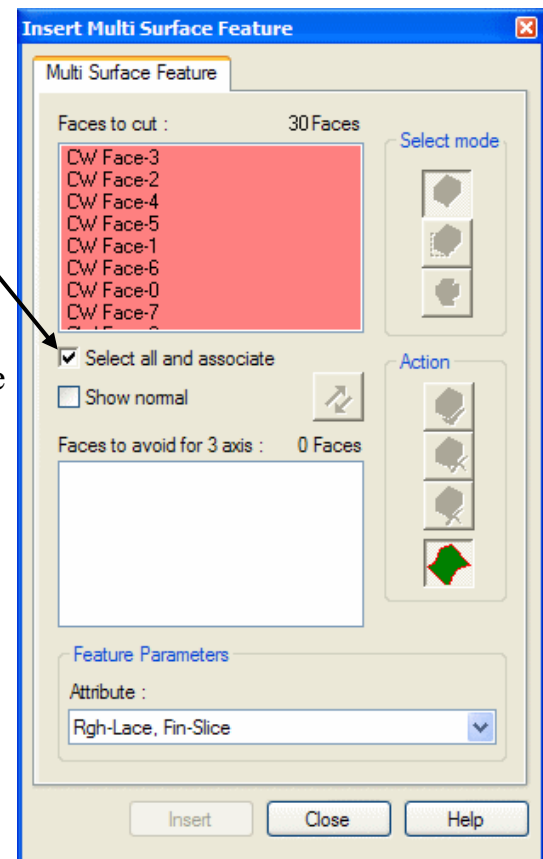 Insert Multi Surface Feature
Multi Surface Feature
Faces to cut : 30 Faces
Select mode
CW Face-3
CW Face-2
CW Face-4
CW Face-5
CW Face-1
CW Face-6
CW Face-0
CW Face-7
Select all and associate
Action
e
Show normal
Faces to avoid for 3 axis : 0 Faces
Feature Parameters
Attribute :
Rgh-Lace, Fin-Slice
Insert Close Help